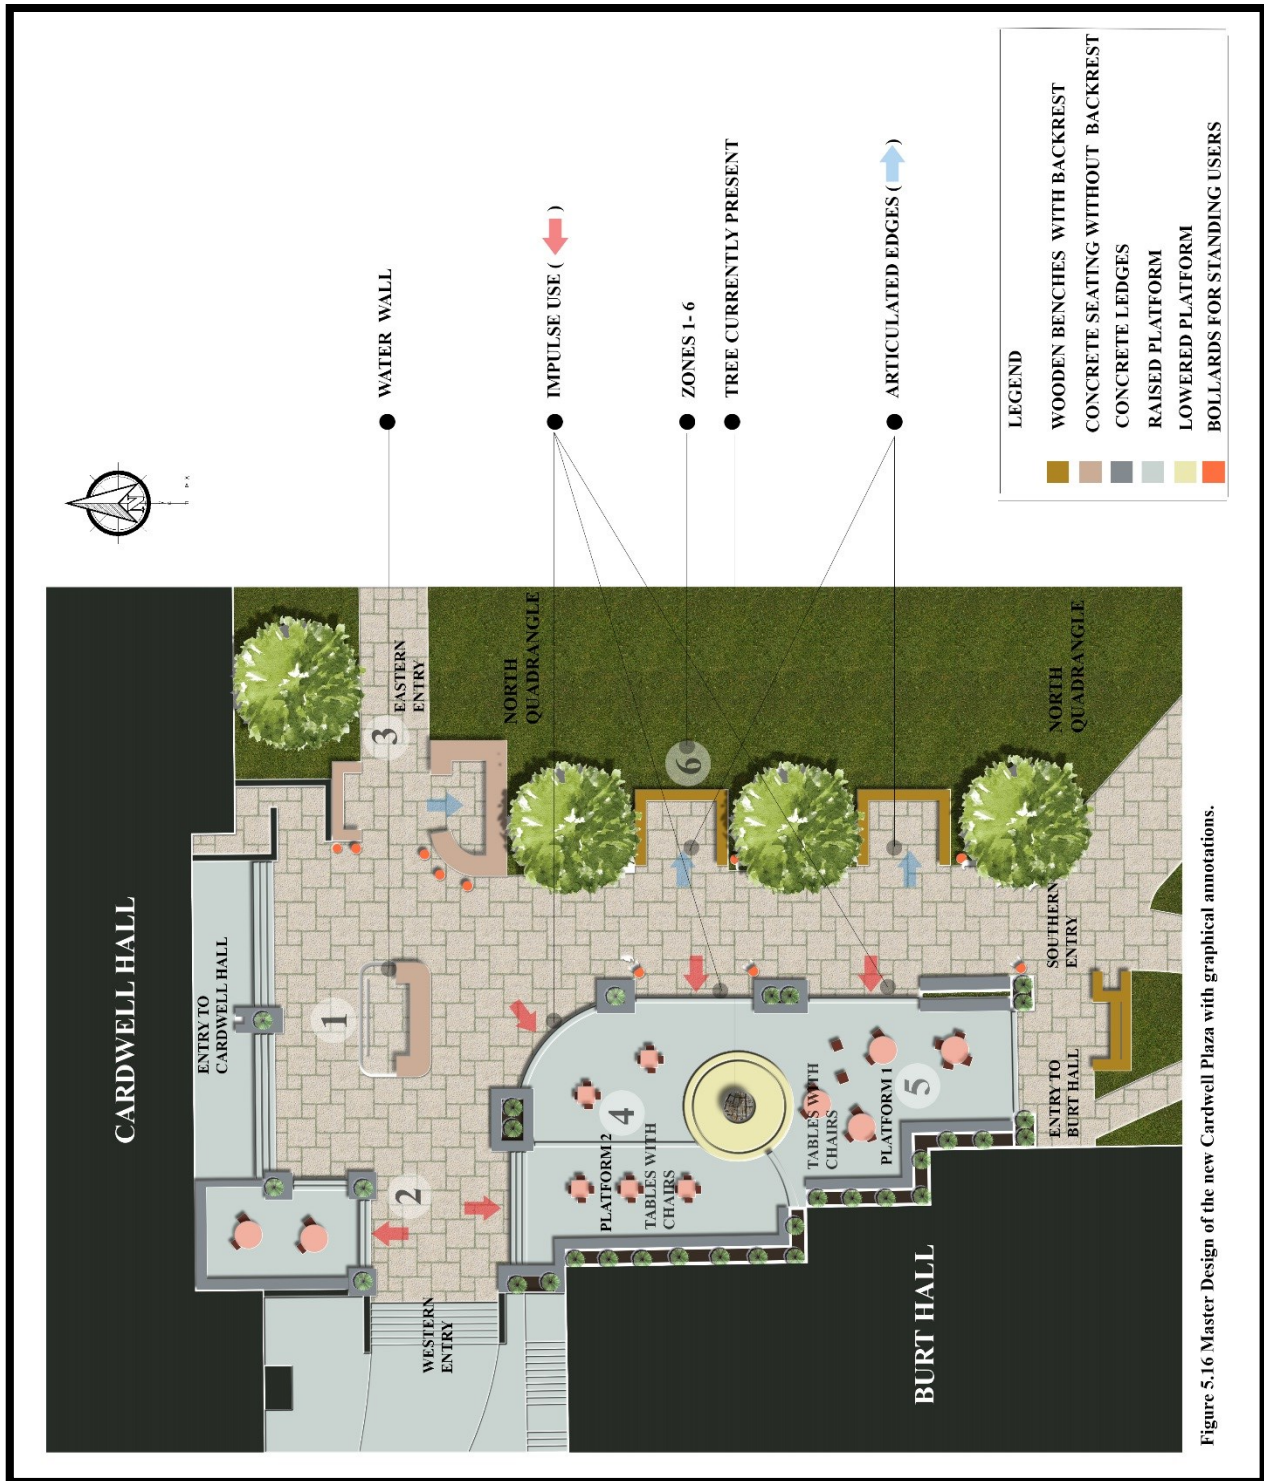 CARDWELL HALL
ENTRY TO
CARDWELL HALL
1
2
3
EASTERN
ENTRY
WESTERN
ENTRY
NORTH
QUADRANGLE
4
PLATFORM 2
TABLES WITH
CHAIRS
6
TABLES WITH
CHAIRS
PLATFORM 1
5
BURT HALL
ENTRY TO
BURT HALL
SOUTHERN
ENTRY
NORTH
QUADRANGLE
N
WATER WALL
IMPULSE USE ( )
ZONES 1- 6
TREE CURRENTLY PRESENT
ARTICULATED EDGES ( )
LEGEND
WOODEN BENCHES WITH BACKREST
CONCRETE SEATING WITHOUT BACKREST
CONCRETE LEDGES
RAISED PLATFORM
LOWERED PLATFORM
BOLLARDS FOR STANDING USERS
Figure 5.16 Master Design of the new Cardwell Plaza with graphical annotations.